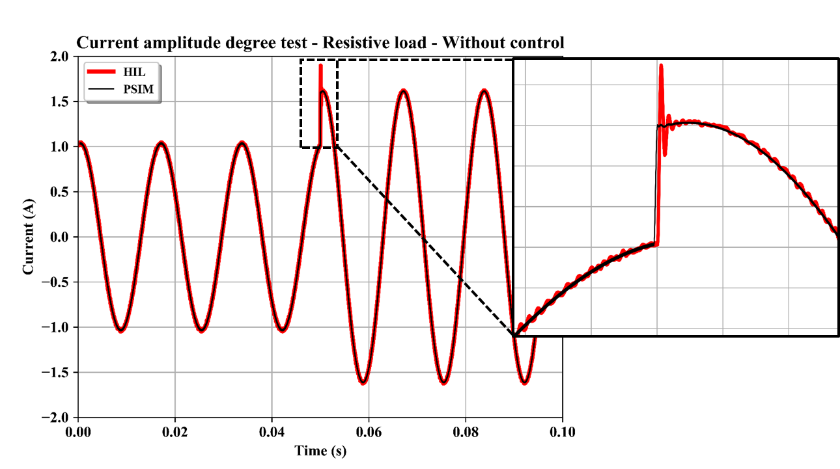 Current amplitude degree test - Resistive load - Without control
HIL
PSIM
2.0
1.5
1.0
0.5
0.0
−0.5
−1.0
−1.5
−2.0
Current (A)
0.00 0.02 0.04 0.06 0.08 0.10
Time (s)